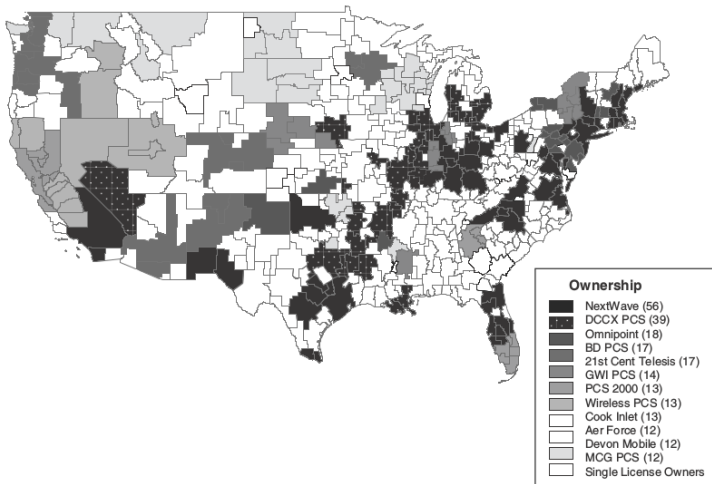 Ownership
NextWave (56)
DCCX PCS (39)
Omnipoint (18)
BD PCS (17)
21st Cent Telesis (17)
GWI PCS (14)
PCS 2000 (13)
Wireless PCS (13)
Cook Inlet (13)
Aer Force (12)
Devon Mobile (12)
MCG PCS (12)
Single License Owners